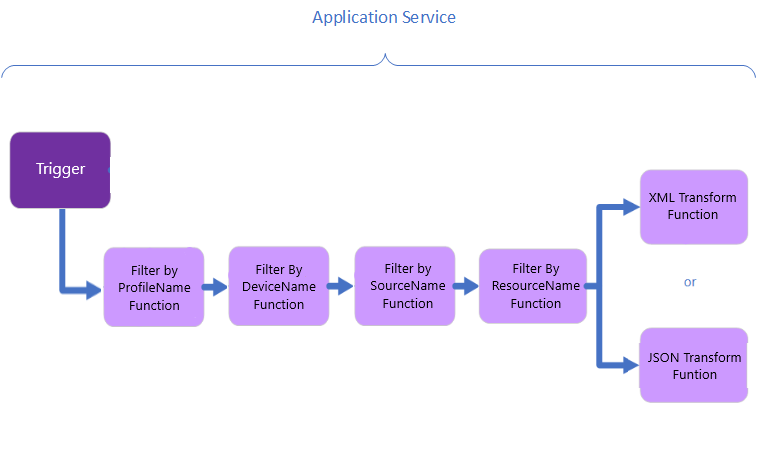 Application Service
Trigger
Filter by
ProfileName
Function
Filter By
DeviceName
Function
Filter by
SourceName
Function
Filter By
ResourceName
Function
XML Transform
Function
or
JSON Transform
Funtion